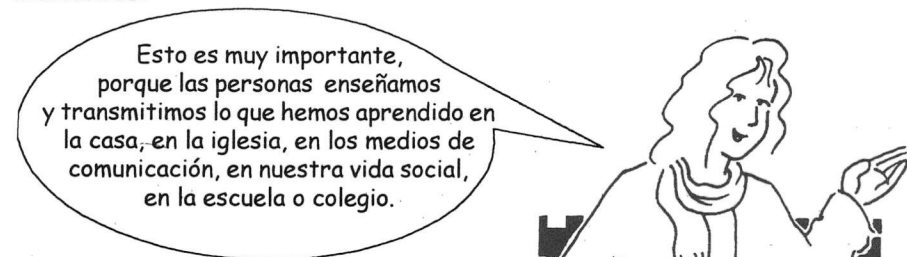 Esto es muy importante,
porque las personas enseñamos
y transmitimos lo que hemos aprendido en
la casa, en la iglesia, en los medios de
comunicación, en nuestra vida social,
en la escuela o colegio.